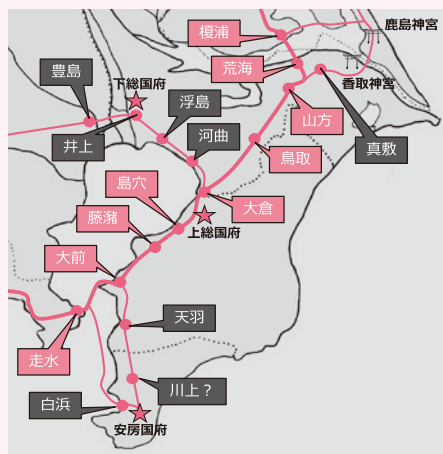 榎浦
鹿島神宮
荒海
香取神宮
豊島
下総国府
浮島
山方
井上
河曲
鳥取
真敷
島穴
大倉
藤潴
上総国府
大前
天羽
走水
川上？
白浜
安房国府